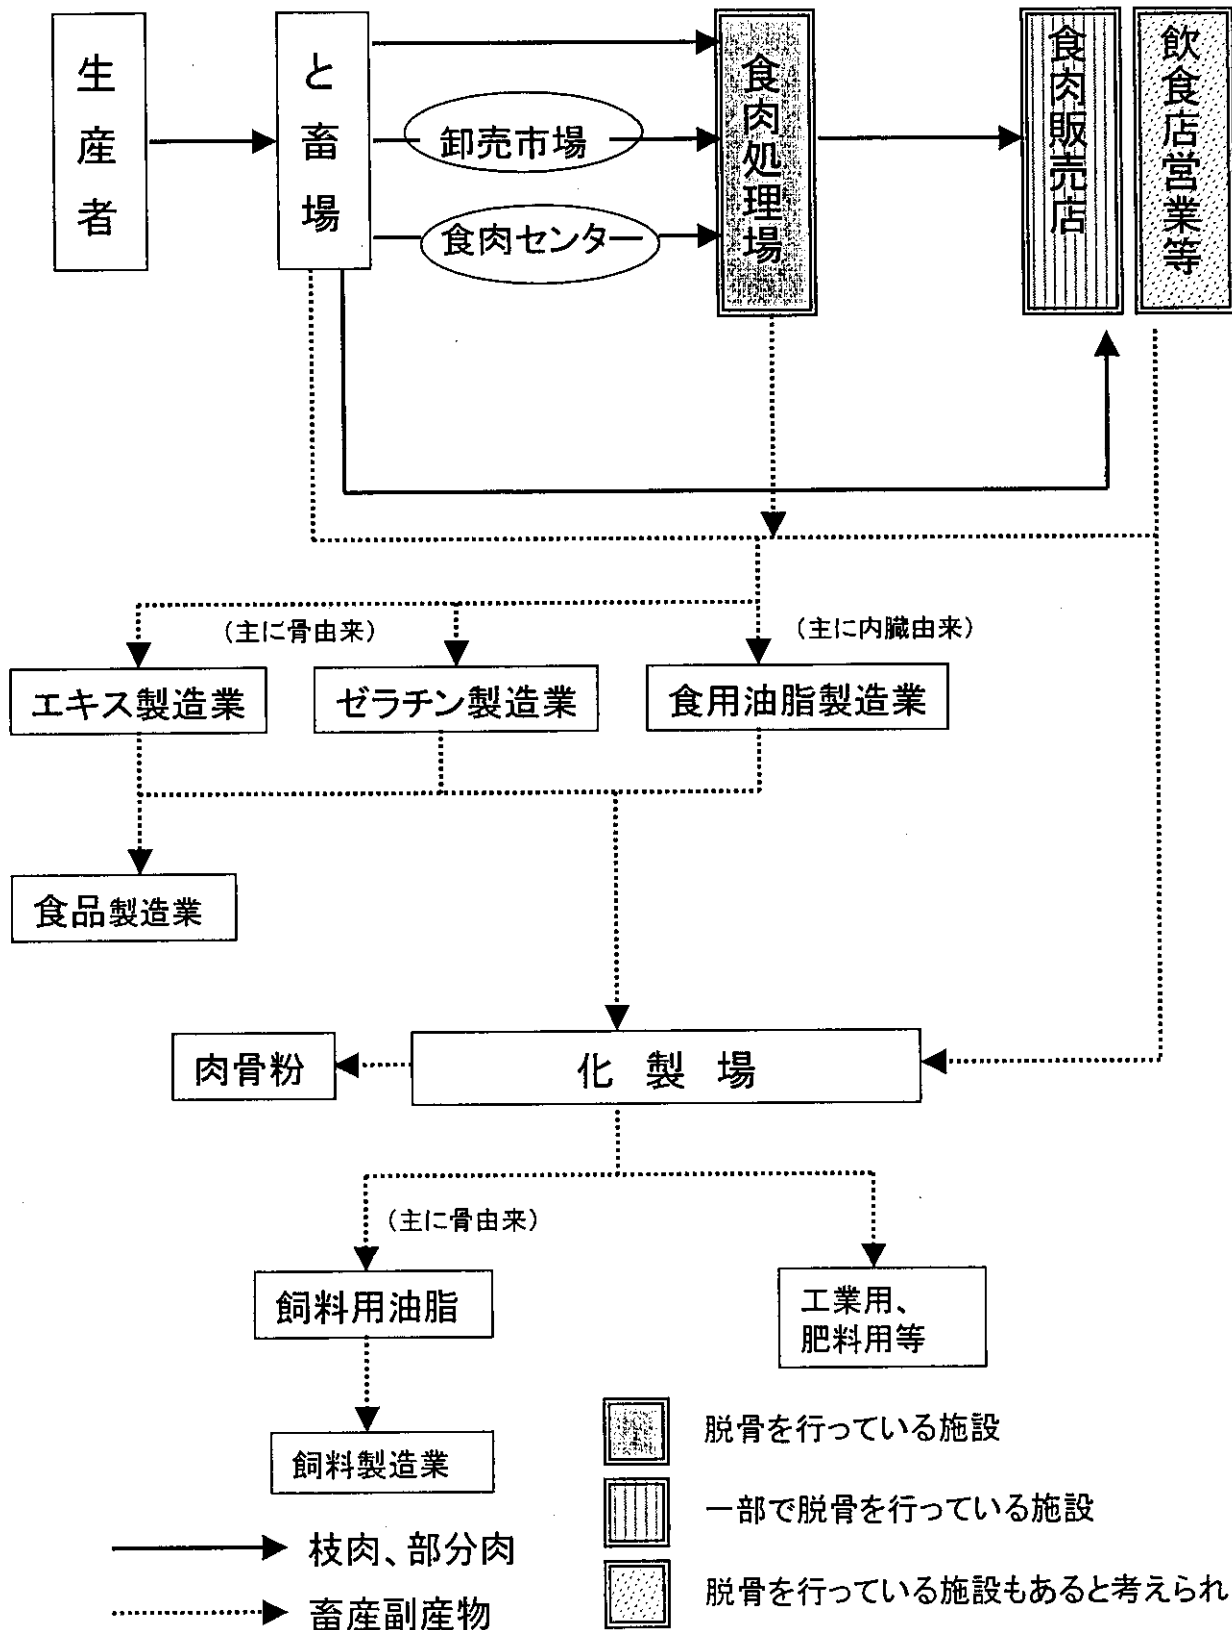 生産者
と畜場
卸売市場
食肉センター
食肉処理場
食肉販売店
飲食店営業等
(主に骨由来)
(主に内臓由来)
エキス製造業
ゼラチン製造業
食用油脂製造業
食品製造業
肉骨粉
化製場
(主に骨由来)
飼料用油脂
工業用、
肥料用等
飼料製造業
脱骨を行っている施設
一部で脱骨を行っている施設
脱骨を行っている施設もあると考えられ
枝肉、部分肉
畜産副産物